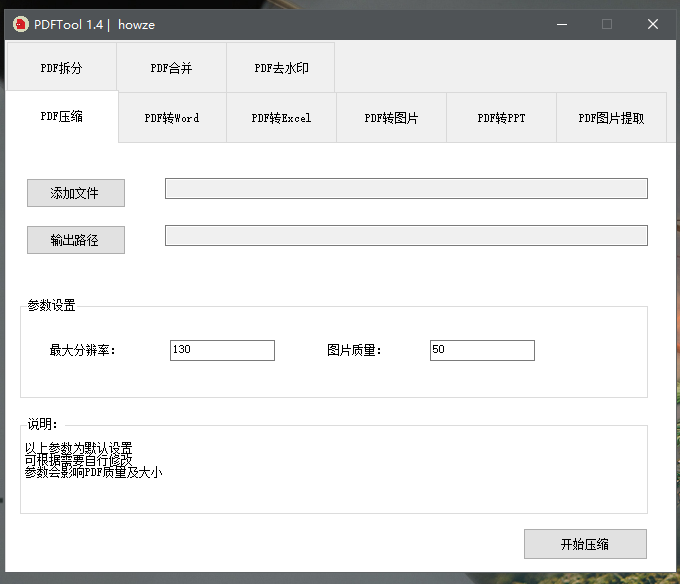 PDFTool 1.4 | howze
PDF拆分
PDF合并
PDF去水印
PDF压缩
PDF转Word
PDF转Excel
PDF转图片
PDF转PPT
PDF图片提取
添加文件
输出路径
参数设置
最大分辨率:
130
图片质量:
50
说明:
以上参数为默认设置
可根据需要自行修改
参数会影响PDF质量及大小
开始压缩